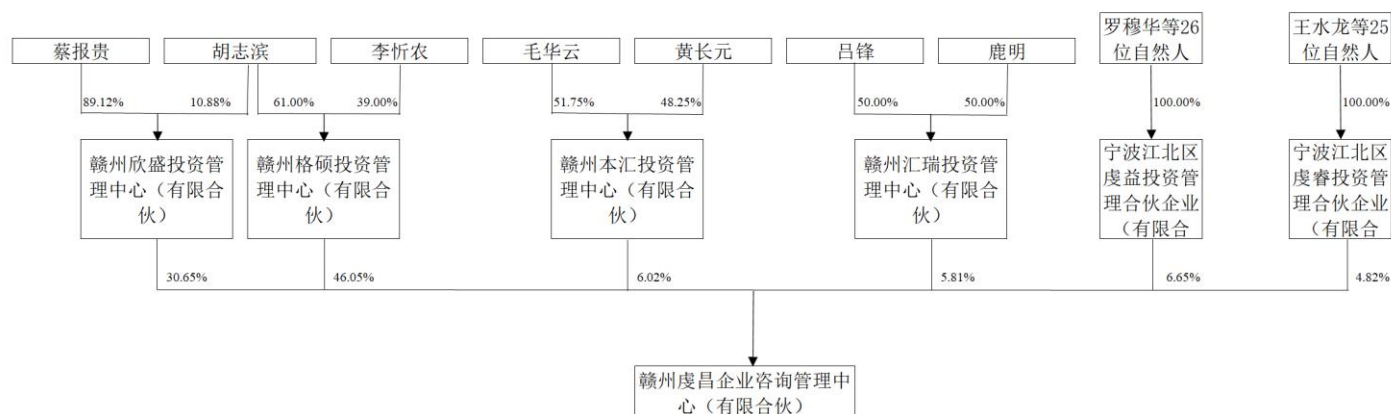 蔡报贵
胡志滨
李忻农
毛华云
黄长元
吕锋
鹿明
罗穆华等26
位自然人
王水龙等25
位自然人
89.12%
10.88%
61.00%
39.00%
51.75%
48.25%
50.00%
50.00%
100.00%
100.00%
赣州欣盛投资管
理中心（有限合
伙）
赣州格硕投资管
理中心（有限合
伙）
赣州本汇投资管
理中心（有限合
伙）
赣州汇瑞投资管
理中心（有限合
伙）
宁波江北区
虔益投资管
理合伙企业
（有限合
宁波江北区
虔睿投资管
理合伙企业
（有限合
30.65%
46.05%
6.02%
5.81%
6.65%
4.82%
赣州虔昌企业咨询管理中
心（有限合伙）